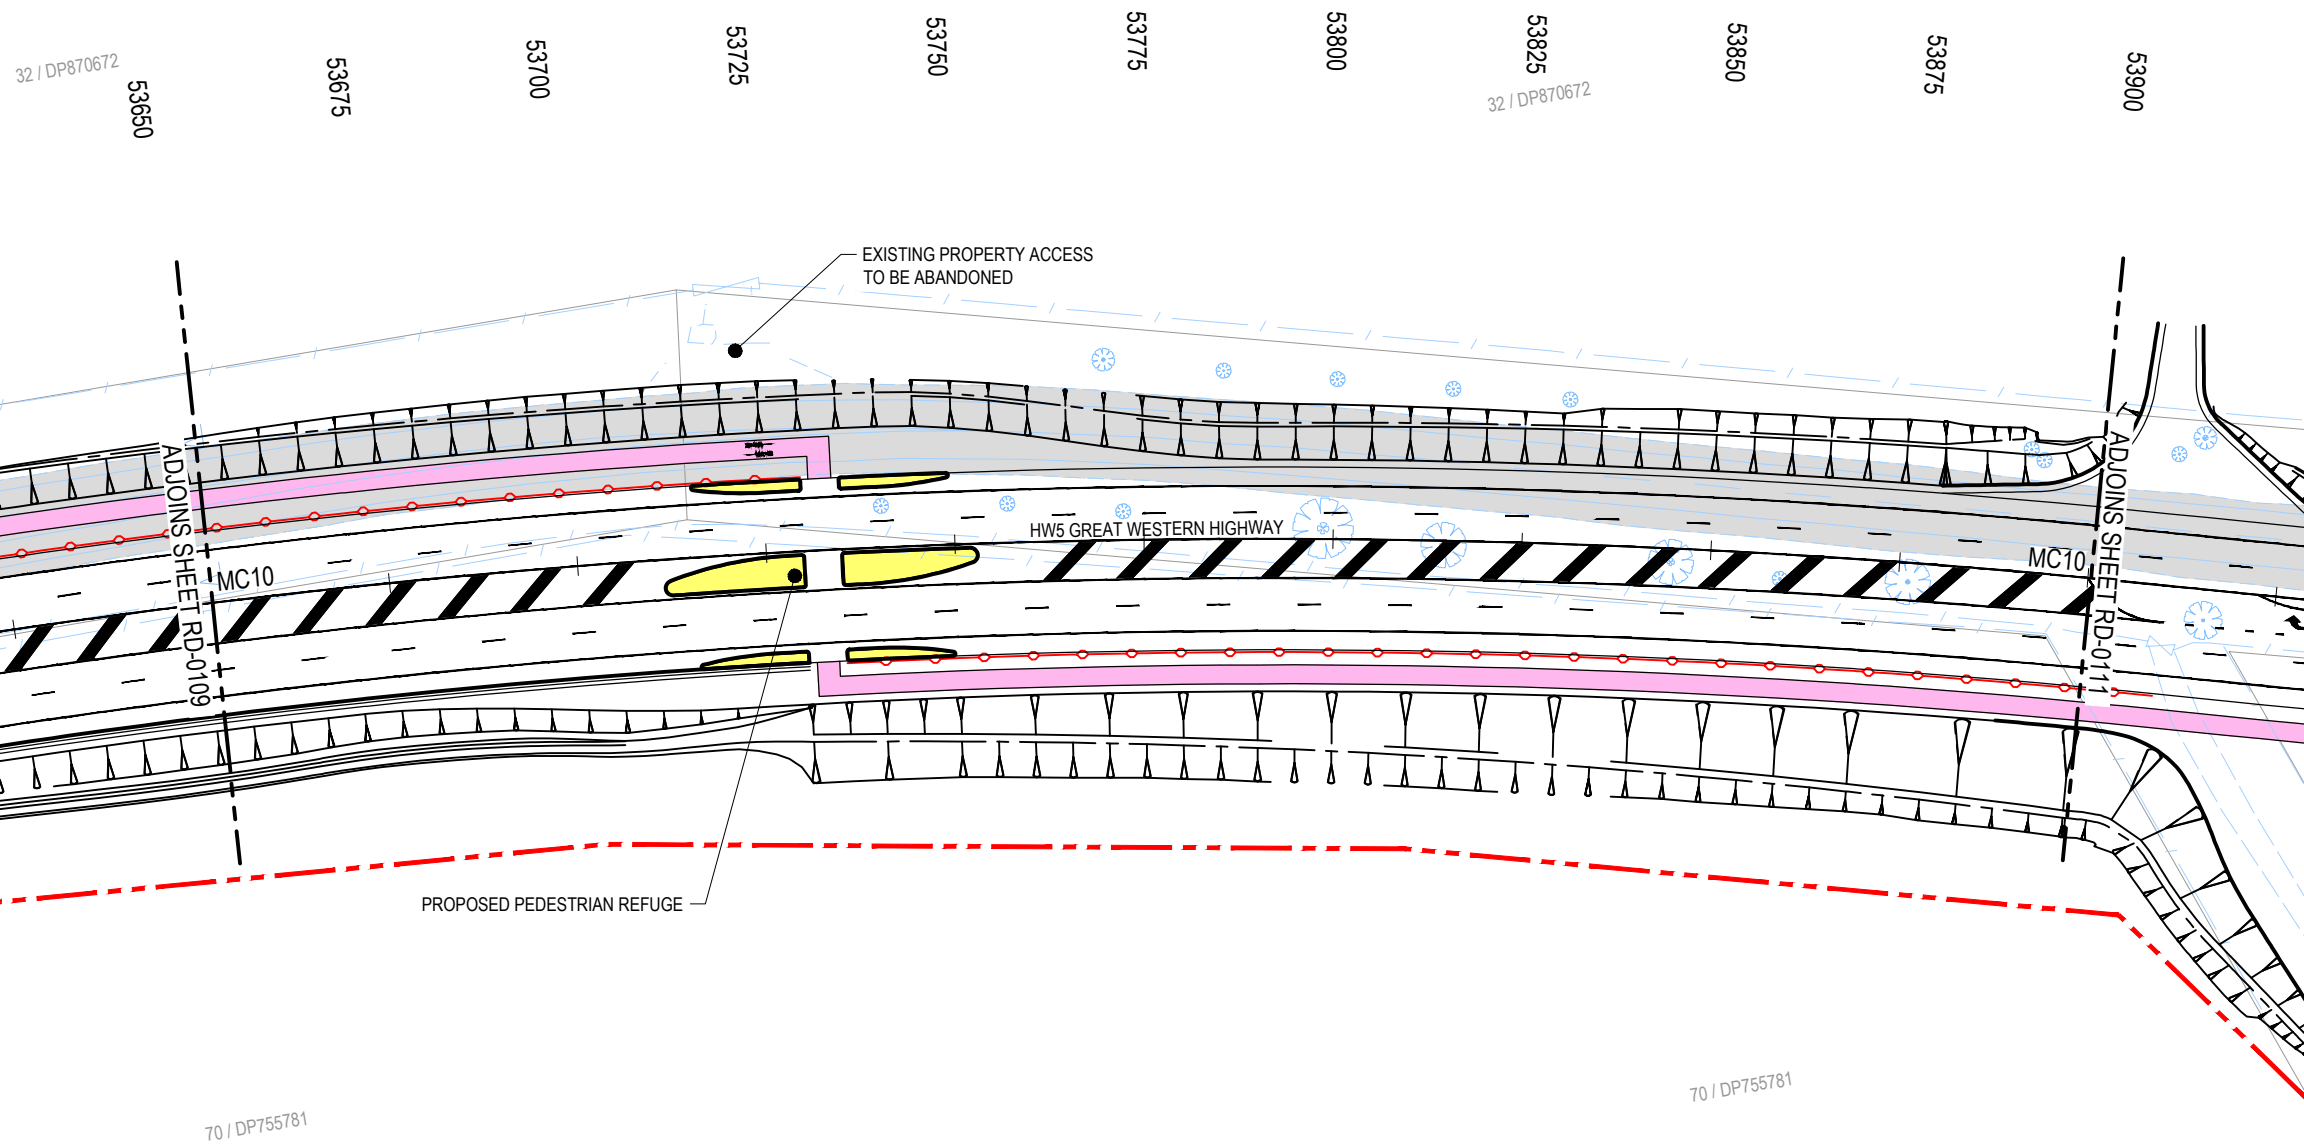 32 / DP870672
53650
53675
53700
53725
53750
53775
53800
53825
53850
53875
53900
32 / DP870672
EXISTING PROPERTY ACCESS
TO BE ABANDONED
ADJOINS SHEET RD-0109
MC10
HW5 GREAT WESTERN HIGHWAY
MC10
ADJOINS SHEET RD-0111
PROPOSED PEDESTRIAN REFUGE
70 / DP755781
70 / DP755781